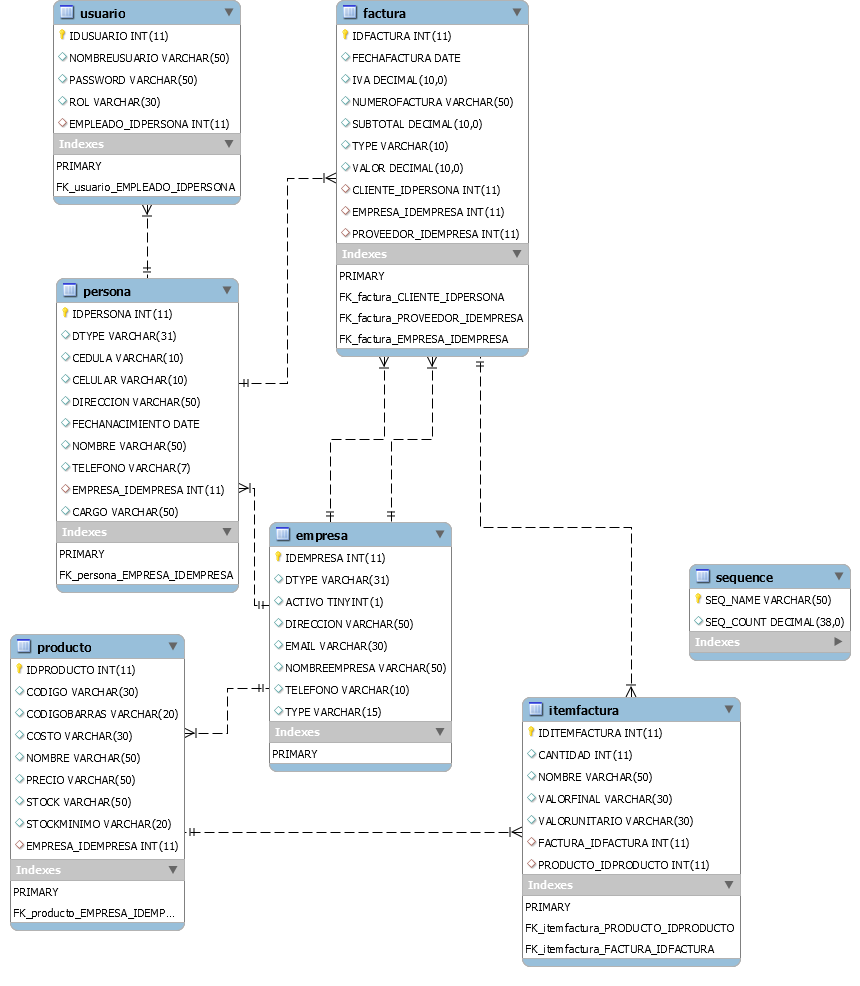 usuario
IDUSUARIO INT(11)
NOMBREUSUARIO VARCHAR(50)
PASSWORD VARCHAR(50)
ROL VARCHAR(30)
EMPLEADO_IDPERSONA INT(11)
Indexes
PRIMARY
FK_usuario_EMPLEADO_IDPERSONA
factura
IDFACTURA INT(11)
FECHAFACTURA DATE
IVA DECIMAL(10,0)
NUMEROFACTURA VARCHAR(50)
SUBTOTAL DECIMAL(10,0)
TYPE VARCHAR(10)
VALOR DECIMAL(10,0)
CLIENTE_IDPERSONA INT(11)
EMPRESA_IDEMPRESA INT(11)
PROVEEDOR_IDEMPRESA INT(11)
Indexes
PRIMARY
FK_factura_CLIENTE_IDPERSONA
FK_factura_PROVEEDOR_IDEMPRESA
FK_factura_EMPRESA_IDEMPRESA
persona
IDPERSONA INT(11)
DTYPE VARCHAR(31)
CEDULA VARCHAR(10)
CELULAR VARCHAR(10)
DIRECCION VARCHAR(50)
FECHANACIMIENTO DATE
NOMBRE VARCHAR(50)
TELEFONO VARCHAR(7)
EMPRESA_IDEMPRESA INT(11)
CARGO VARCHAR(50)
Indexes
PRIMARY
FK_persona_EMPRESA_IDEMPRESA
empresa
IDEMPRESA INT(11)
DTYPE VARCHAR(31)
ACTIVO TINYINT(1)
DIRECCION VARCHAR(50)
EMAIL VARCHAR(30)
NOMBREEMPRESA VARCHAR(50)
TELEFONO VARCHAR(10)
TYPE VARCHAR(15)
Indexes
PRIMARY
sequence
SEQ_NAME VARCHAR(50)
SEQ_COUNT DECIMAL(38,0)
Indexes
producto
IDPRODUCTO INT(11)
CODIGO VARCHAR(30)
CODIGOBARRAS VARCHAR(20)
COSTO VARCHAR(30)
NOMBRE VARCHAR(50)
PRECIO VARCHAR(50)
STOCK VARCHAR(50)
STOCKMINIMO VARCHAR(20)
EMPRESA_IDEMPRESA INT(11)
Indexes
PRIMARY
FK_producto_EMPRESA_IDEMP...
itemfactura
IDITEMFACTURA INT(11)
CANTIDAD INT(11)
NOMBRE VARCHAR(50)
VALORFINAL VARCHAR(30)
VALORUNITARIO VARCHAR(30)
FACTURA_IDFACTURA INT(11)
PRODUCTO_IDPRODUCTO INT(11)
Indexes
PRIMARY
FK_itemfactura_PRODUCTO_IDPRODUCTO
FK_itemfactura_FACTURA_IDFACTURA